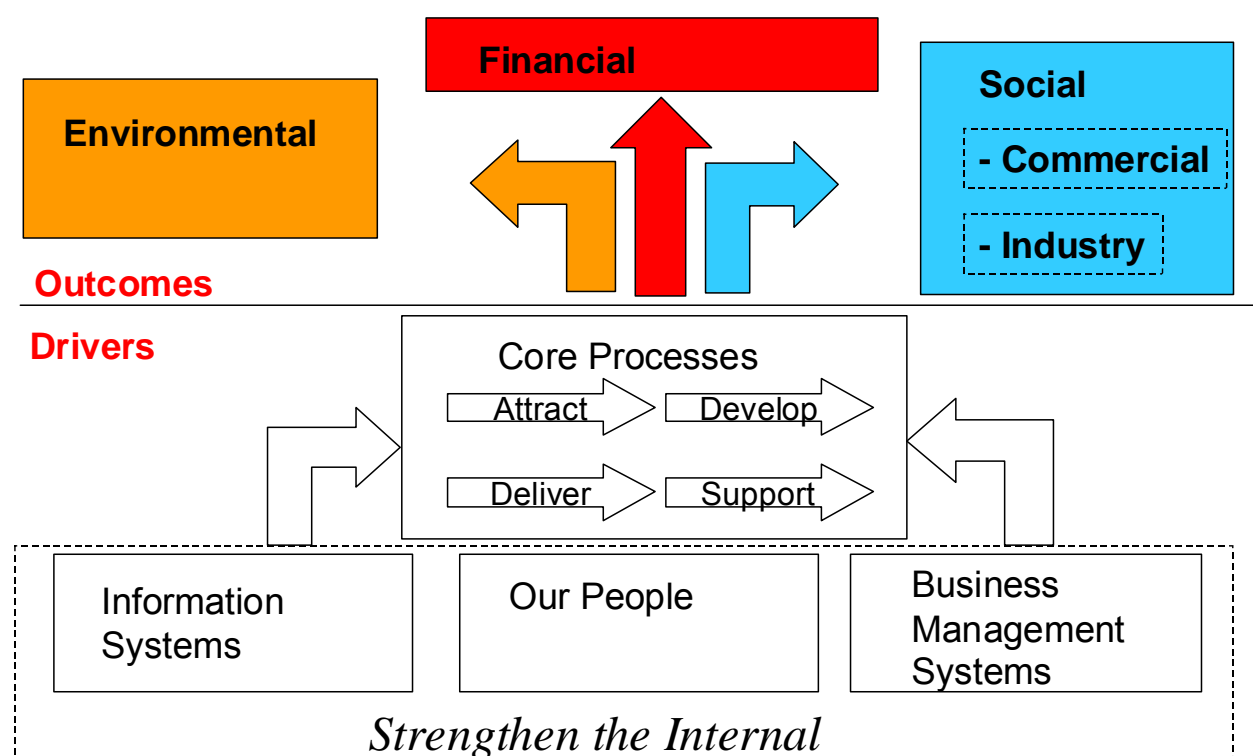 Financial
Environmental
Social
- Commercial
- Industry
Outcomes
Drivers
Core Processes
Attract
Develop
Deliver
Support
Information
Systems
Our People
Business
Management
Systems
Strengthen the Internal